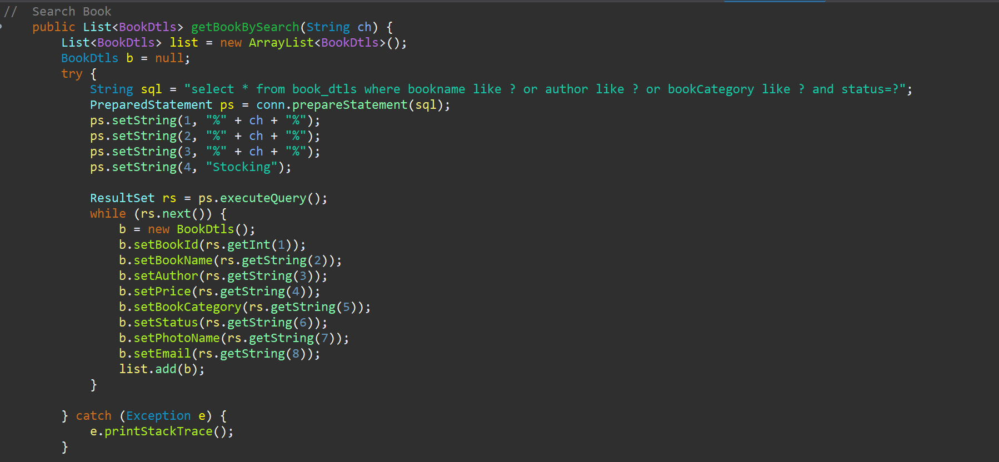 //  Search Book
    public List<BookDtls> getBookBySearch(String ch) {
        List<BookDtls> list = new ArrayList<BookDtls>();
        BookDtls b = null;
        try {
            String sql = "select * from book_dtls where bookname like ? or author like ? or bookCategory like ? and status=?";
            PreparedStatement ps = conn.prepareStatement(sql);
            ps.setString(1, "%" + ch + "%");
            ps.setString(2, "%" + ch + "%");
            ps.setString(3, "%" + ch + "%");
            ps.setString(4, "Stocking");

            ResultSet rs = ps.executeQuery();
            while (rs.next()) {
                b = new BookDtls();
                b.setBookId(rs.getInt(1));
                b.setBookName(rs.getString(2));
                b.setAuthor(rs.getString(3));
                b.setPrice(rs.getString(4));
                b.setBookCategory(rs.getString(5));
                b.setStatus(rs.getString(6));
                b.setPhotoName(rs.getString(7));
                b.setEmail(rs.getString(8));
                list.add(b);
            }

        } catch (Exception e) {
            e.printStackTrace();
        }